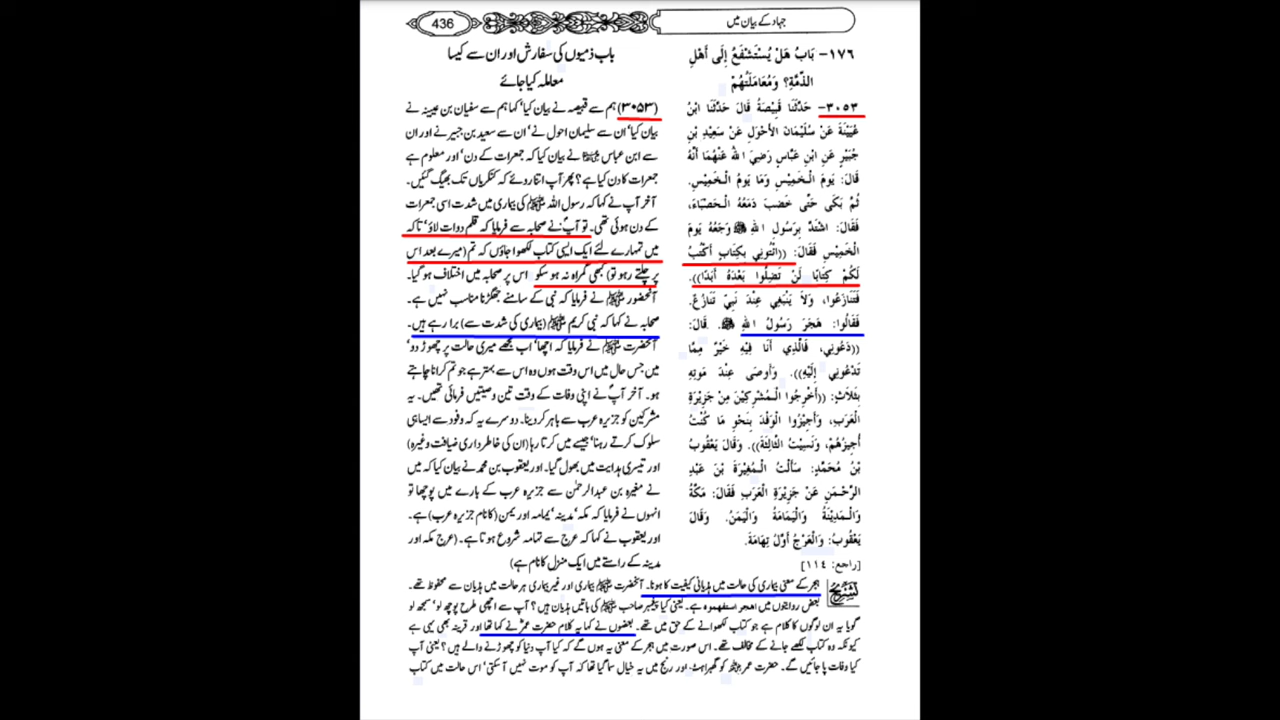 436
جہاد کے بیان میں
١٧٦– بَابُ هَلْ يُسْتَشْفَعُ إِلَى أَهْلِ
الذِّمَّةِ؟ وَمُعَامَلَتُهُمْ
٣٠٥٣– حَدَّثَنَا قَبِيصَةُ قَالَ حَدَّثَنَا ابْنُ
عُيَيْنَةَ عَنْ سُلَيْمَانَ الأَحْوَلِ عَنْ سَعِيْدِ بْنِ
جُبَيْرٍ عَنِ ابْنِ عَبَّاسٍ رَضِيَ اللهُ عَنْهُمَا أَنَّهُ
قَالَ: يَومَ الْـخَمِيْسِ وَمَا يَومُ الْـخَمِيْسِ.
ثُمَّ بَكَى حَتَّى خَضَبَ دَمْعُهُ الْـحَصْبَاءَ،
فَقَالَ: اشْتَدَّ بِرَسُولِ اللهِ ﷺ وَجَعُهُ يَومَ
الْخَمِيْسِ فَقَالَ: ((ائْتُونِي بِكِتَابٍ أَكْتُبْ
لَكُمْ كِتَابًا لَنْ تَضِلُّوا بَعْدَهُ أَبَدًا)).
فَتَنَازَعُوا، وَلاَ يَنْبَغِي عِنْدَ نَبِيٍّ تَنَازُعٌ.
فَقَالُوا: هَجَرَ رَسُولُ اللهِ ﷺ. قَالَ:
((دَعُونِي، فَالَّذِي أَنَا فِيْهِ خَيْرٌ مِمَّا
تَدْعُونِي إِلَيْهِ)). وَأَوصَى عِنْدَ مَوتِهِ
بِثَلاَثٍ: ((أَخْرِجُوا الْـمُشْرِكِيْنَ مِنْ جَزِيْرَةِ
الْعَرَبِ، وَأَجِيْزُوا الْوَفْدَ بِنَحْوِ مَا كُنْتُ
أُجِيْزُهُمْ، وَنَسِيْتُ الثَّالِثَةَ)). وَقَالَ يَعْقُوبُ
بْنُ مُحَمَّدٍ: سَأَلْتُ الْـمُغِيْرَةَ بْنَ عَبْدِ
الرَّحْـمَنِ عَنْ جَزِيْرَةِ الْعَرَبِ فَقَالَ: مَكَّةُ
وَالْـمَدِيْنَةُ وَالْيَمَامَةُ وَالْيَمَنُ. وَقَالَ
يَعْقُوبُ: وَالْعَرْجُ أَوَّلُ تِهَامَةَ.
[راجع: ١١٤]
باب ذمیوں کی سفارش اور ان سے کیسا
معاملہ کیا جائے
(۳۰۵۳) ہم سے قبیصہ نے بیان کیا' کہا ہم سے سفیان بن عیینہ نے
بیان کیا' ان سے سلیمان احول نے' ان سے سعید بن جبیر نے اور ان
سے ابن عباس ؓ نے بیان کیا کہ جمعرات کے دن' اور معلوم ہے
جمعرات کا دن کیا ہے؟ پھر آپ اتنا روئے کہ کنکریاں تک بھیگ گئیں۔
آخر آپ نے کہا کہ رسول اللہ ﷺ کی بیماری میں شدت اسی جمعرات
کے دن ہوئی تھی۔ تو آپؐ نے صحابہ سے فرمایا کہ قلم دوات لاؤ' تاکہ
میں تمہارے لئے ایک ایسی کتاب لکھوا جاؤں کہ تم (میرے بعد اس
پر چلتے رہو تو) کبھی گمراہ نہ ہو سکو اس پر صحابہ میں اختلاف ہو گیا۔
آنحضور ﷺ نے فرمایا کہ نبی کے سامنے جھگڑنا مناسب نہیں ہے۔
صحابہ نے کہا کہ نبی کریم ﷺ (بیماری کی شدت سے) برا رہے ہیں۔
آنحضرت ﷺ نے فرمایا کہ اچھا' اب مجھے میری حالت پر چھوڑ دو'
میں جس حال میں اس وقت ہوں وہ اس سے بہتر ہے جو تم کرانا چاہتے
ہو۔ آخر آپؐ نے اپنی وفات کے وقت تین وصیتیں فرمائی تھیں۔ یہ
مشرکین کو جزیرہ عرب سے باہر کر دینا۔ دوسرے یہ کہ وفود سے ایسا ہی
سلوک کرتے رہنا' جیسے میں کرتا رہا (ان کی خاطر داری ضیافت وغیرہ)
اور تیسری ہدایت میں بھول گیا۔ اور یعقوب بن محمد نے بیان کیا کہ میں
نے مغیرہ بن عبدالرحمٰن سے جزیرہ عرب کے بارے میں پوچھا تو
انہوں نے فرمایا کہ مکہ' مدینہ' یمامہ اور یمن (کا نام جزیرہ عرب) ہے۔
اور یعقوب نے کہا کہ عرج سے تہامہ شروع ہوتا ہے۔ (عرج مکہ اور
مدینہ کے راستے میں ایک منزل کا نام ہے)
تشریح ہجر کے معنی بیماری کی حالت میں ہذیانی کیفیت کا ہونا۔ آنحضرت ﷺ بیماری اور غیر بیماری ہر حالت میں ہذیان سے محفوظ تھے۔
بعض روایتوں میں اهجر استفهموه ہے۔ یعنی کیا پیغمبر صاحب ﷺ کی باتیں ہذیان ہیں؟ آپ سے اچھی طرح پوچھ لو' سمجھ لو
گویا یہ ان لوگوں کا کلام ہے جو کتاب لکھوانے کے حق میں تھے۔ بعضوں نے کہا یہ کلام حضرت عمرؓ نے کہا تھا اور قرینہ بھی یہی ہے
کیونکہ وہ کتاب لکھے جانے کے مخالف تھے۔ اس صورت میں ہجر کے معنی یہ ہوں گے کہ کیا آپ دنیا کو چھوڑنے والے ہیں؟ یعنی آپ
کیا وفات پا جائیں گے۔ حضرت عمر ؓ کو گھبراہٹ اور رنج میں یہ خیال سما گیا تھا کہ آپ کو موت نہیں آ سکتی' اس حالت میں کتاب